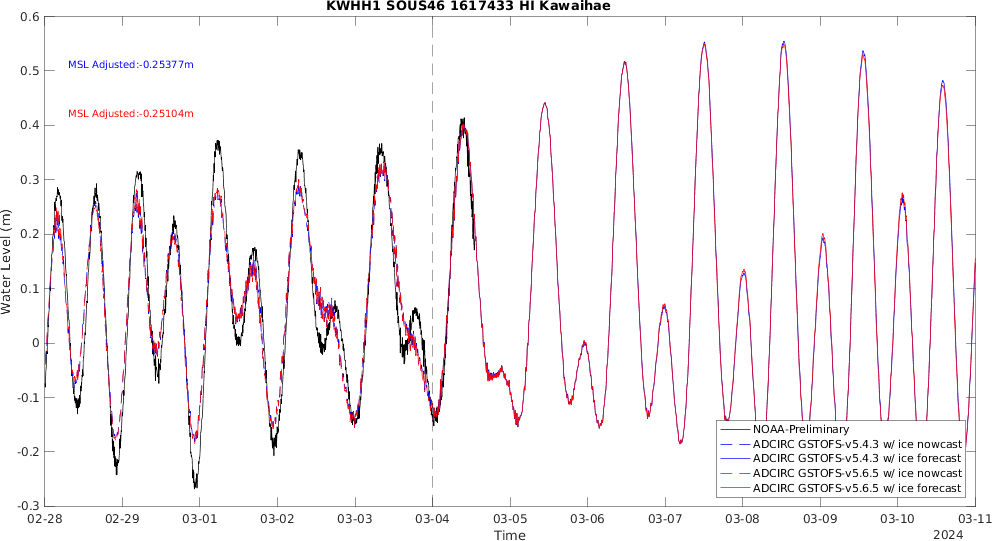 KWHH1 SOUS46 1617433 HI Kawaihae
MSL Adjusted:-0.25377m
MSL Adjusted:-0.25104m
Water Level (m)
0.6
0.5
0.4
0.3
0.2
0.1
0
-0.1
-0.2
-0.3
NOAA-Preliminary
ADCIRC GSTOFS-v5.4.3 w/ ice nowcast
ADCIRC GSTOFS-v5.4.3 w/ ice forecast
ADCIRC GSTOFS-v5.6.5 w/ ice nowcast
ADCIRC GSTOFS-v5.6.5 w/ ice forecast
02-28 02-29 03-01 03-02 03-03 03-04 03-05 03-06 03-07 03-08 03-09 03-10 03-11
Time
2024